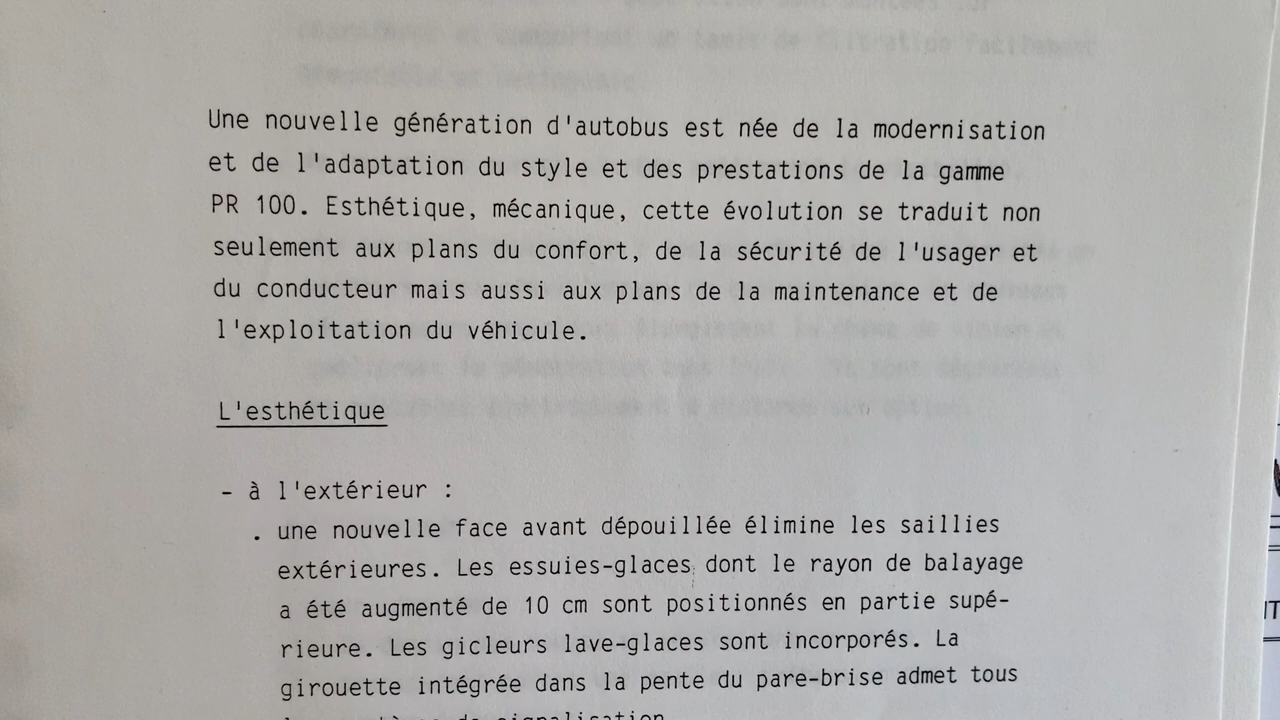 Une nouvelle génération d'autobus est née de la modernisation
et de l'adaptation du style et des prestations de la gamme
PR 100. Esthétique, mécanique, cette évolution se traduit non
seulement aux plans du confort, de la sécurité de l'usager et
du conducteur mais aussi aux plans de la maintenance et de
l'exploitation du véhicule.
L'esthétique
- à l'extérieur :
. une nouvelle face avant dépouillée élimine les saillies
extérieures. Les essuies-glaces dont le rayon de balayage
a été augmenté de 10 cm sont positionnés en partie supé-
rieure. Les gicleurs lave-glaces sont incorporés. La
girouette intégrée dans la pente du pare-brise admet tous
de signalisation